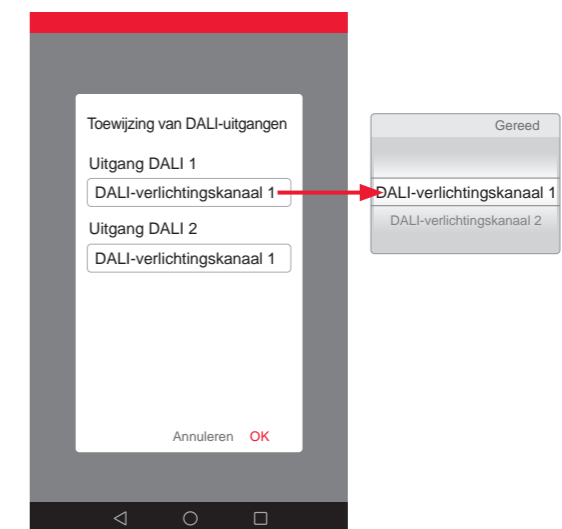 Toewijzing van DALI-uitgangen
Uitgang DALI 1
DALI-verlichtingskanaal 1
Uitgang DALI 2
DALI-verlichtingskanaal 1
Annuleren OK
Gereed
DALI-verlichtingskanaal 1
DALI-verlichtingskanaal 2